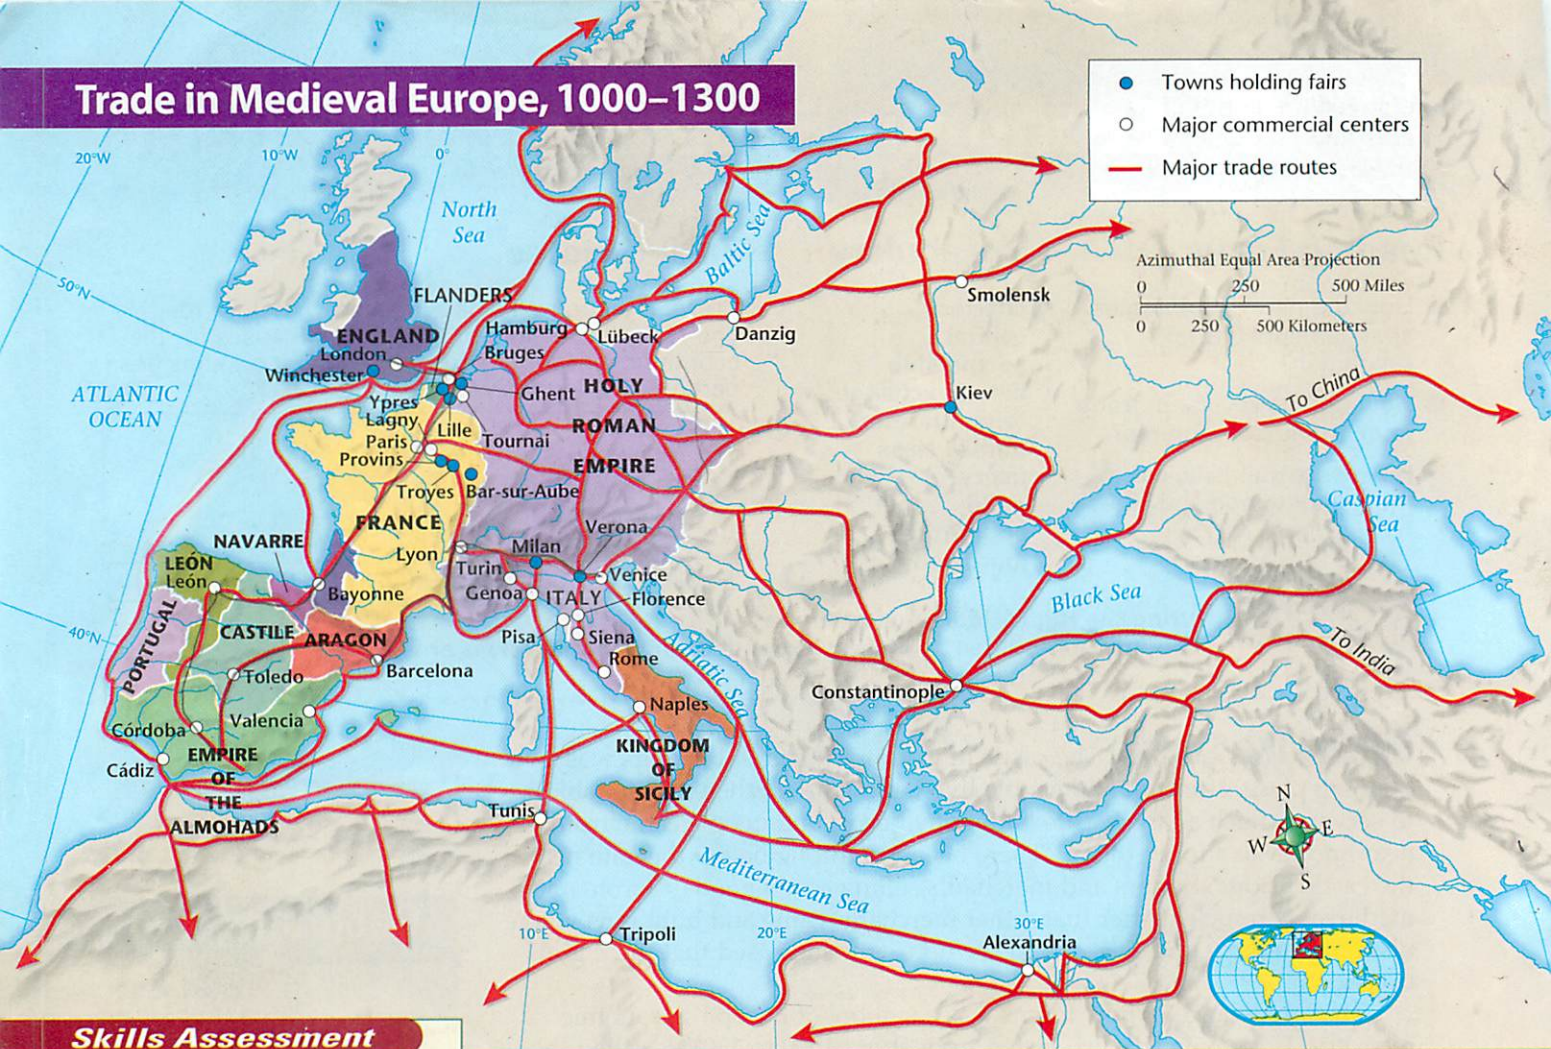 Trade in Medieval Europe, 1000–1300
Towns holding fairs
Major commercial centers
Major trade routes
20°W
10°W
0°
North
Sea
Baltic Sea
Azimuthal Equal Area Projection
0 250 500 Miles
0 250 500 Kilometers
50°N
FLANDERS
Smolensk
ENGLAND
Hamburg
Lübeck
Danzig
London
Bruges
Winchester
ATLANTIC
OCEAN
Ghent
HOLY
ROMAN
EMPIRE
Kiev
To China
Ypres
Lagny
Lille
Paris
Tournai
Provins
Troyes
Bar-sur-Aube
Caspian
Sea
FRANCE
Verona
NAVARRE
Lyon
Milan
LEÓN
León
Turin
Venice
Bayonne
Genoa
ITALY
Florence
Black Sea
PORTUGAL
40°N
CASTILE
ARAGON
Pisa
Siena
Adriatic Sea
To India
Rome
Toledo
Barcelona
Constantinople
Naples
Córdoba
Valencia
KINGDOM
OF
SICILY
Cádiz
EMPIRE
OF
THE
ALMOHADS
Tunis
N
W
E
S
Mediterranean Sea
10°E
Tripoli
20°E
30°E
Alexandria
Skills Assessment